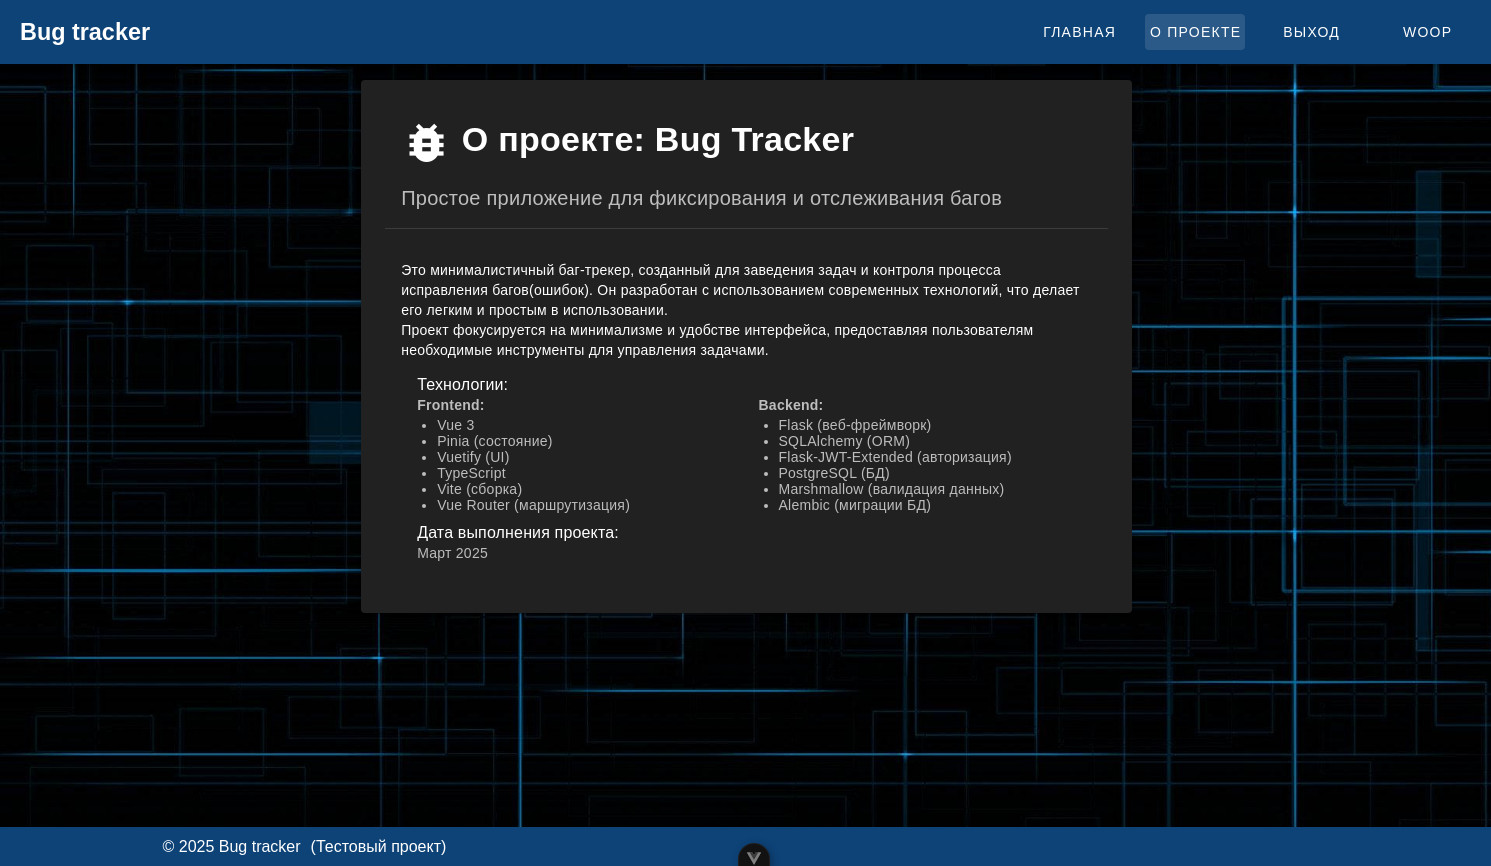 Bug tracker
ГЛАВНАЯ
О ПРОЕКТЕ
ВЫХОД
WOOP
О проекте: Bug Tracker
Простое приложение для фиксирования и отслеживания багов
Это минималистичный баг-трекер, созданный для заведения задач и контроля процесса
исправления багов(ошибок). Он разработан с использованием современных технологий, что делает
его легким и простым в использовании.
Проект фокусируется на минимализме и удобстве интерфейса, предоставляя пользователям
необходимые инструменты для управления задачами.
Технологии:
Frontend:
• Vue 3
• Pinia (состояние)
• Vuetify (UI)
• TypeScript
• Vite (сборка)
• Vue Router (маршрутизация)
Backend:
• Flask (веб-фреймворк)
• SQLAlchemy (ORM)
• Flask-JWT-Extended (авторизация)
• PostgreSQL (БД)
• Marshmallow (валидация данных)
• Alembic (миграции БД)
Дата выполнения проекта:
Март 2025
© 2025 Bug tracker (Тестовый проект)